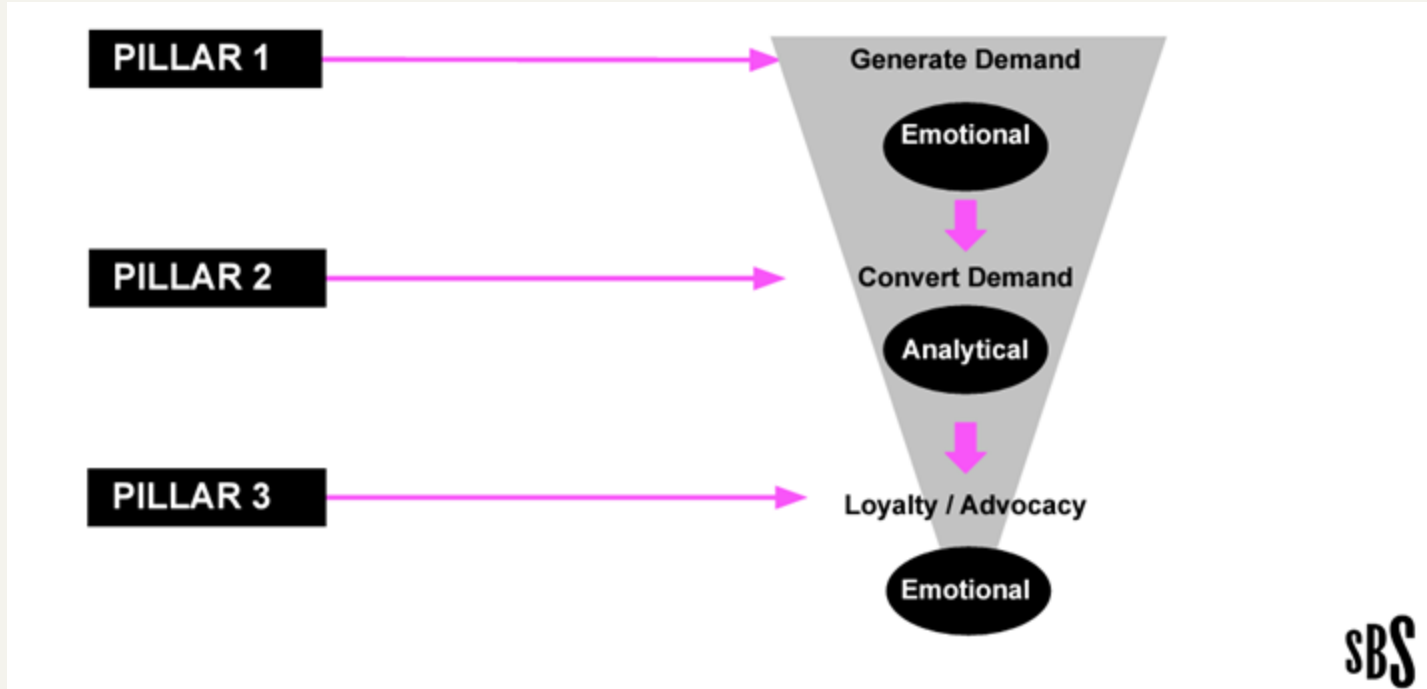 PILLAR 1
Generate Demand
Emotional
PILLAR 2
Convert Demand
Analytical
PILLAR 3
Loyalty / Advocacy
Emotional
SBS